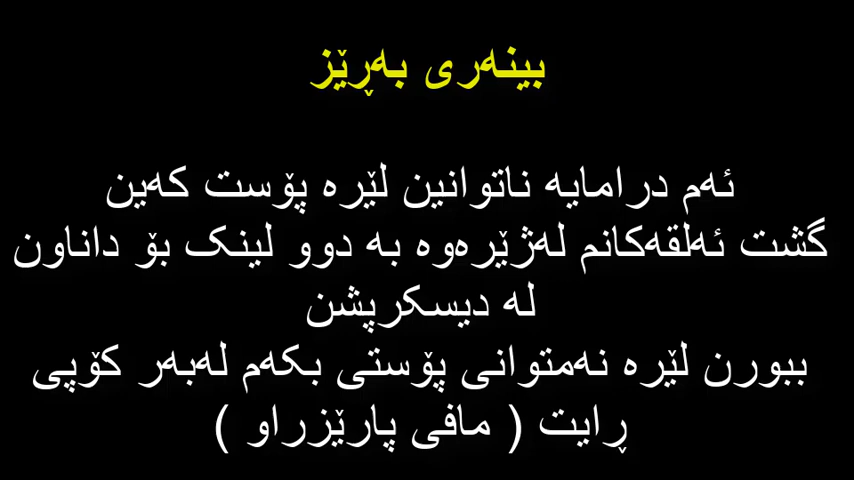 بینەری بەڕێز
ئەم درامایە ناتوانین لێرە پۆست کەین
گشت ئەلقەکانم لەژێرەوە بە دوو لینک بۆ داناون
لە دیسکرپشن
ببورن لێرە نەمتوانی پۆستی بکەم لەبەر کۆپی
ڕایت ( مافی پارێزراو )